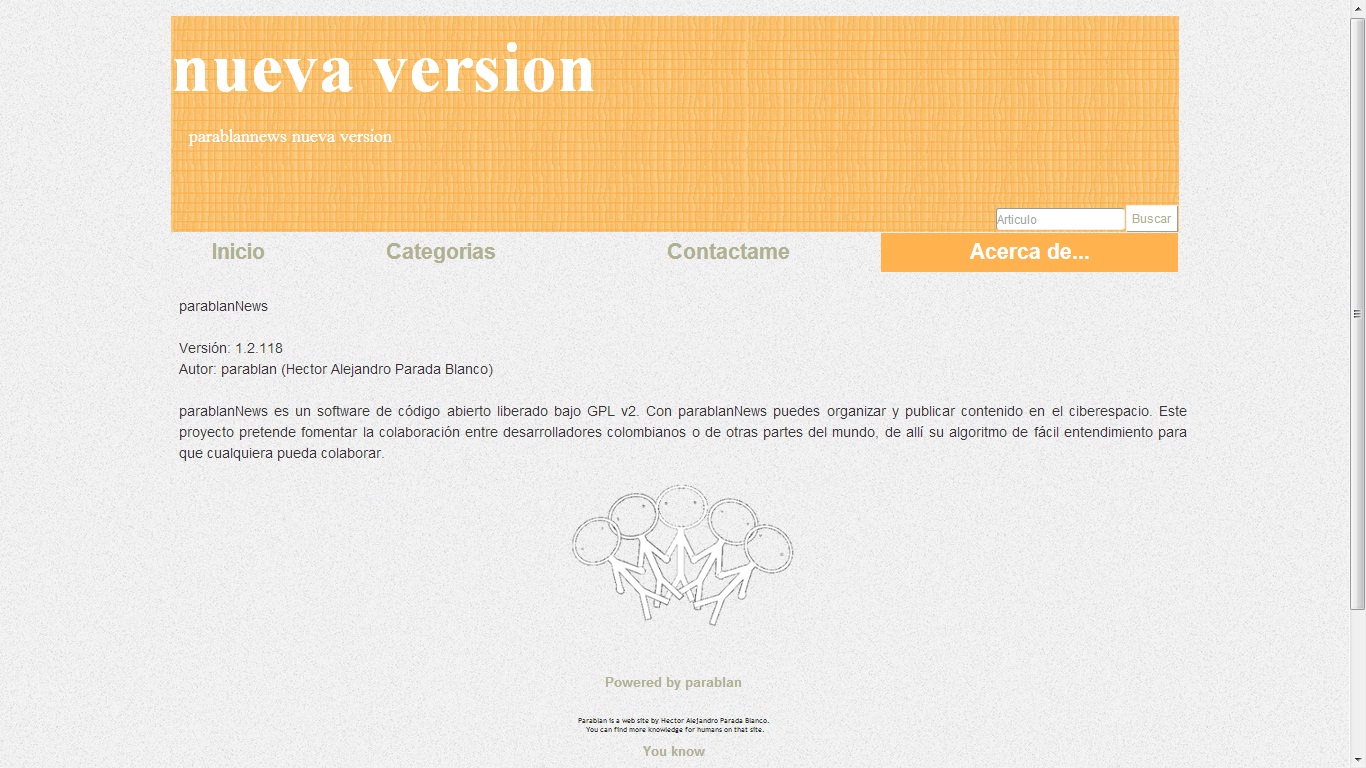 nueva version
parablannews nueva version
Articulo Buscar
Inicio Categorias Contactame Acerca de...
parablanNews
Versión: 1.2.118
Autor: parablan (Hector Alejandro Parada Blanco)
parablanNews es un software de código abierto liberado bajo GPL v2. Con parablanNews puedes organizar y publicar contenido en el ciberespacio. Este
proyecto pretende fomentar la colaboración entre desarrolladores colombianos o de otras partes del mundo, de allí su algoritmo de fácil entendimiento para
que cualquiera pueda colaborar.
Powered by parablan
Parablan is a web site by Hector Alejandro Parada Blanco.
You can find more knowledge for humans on that site.
You know